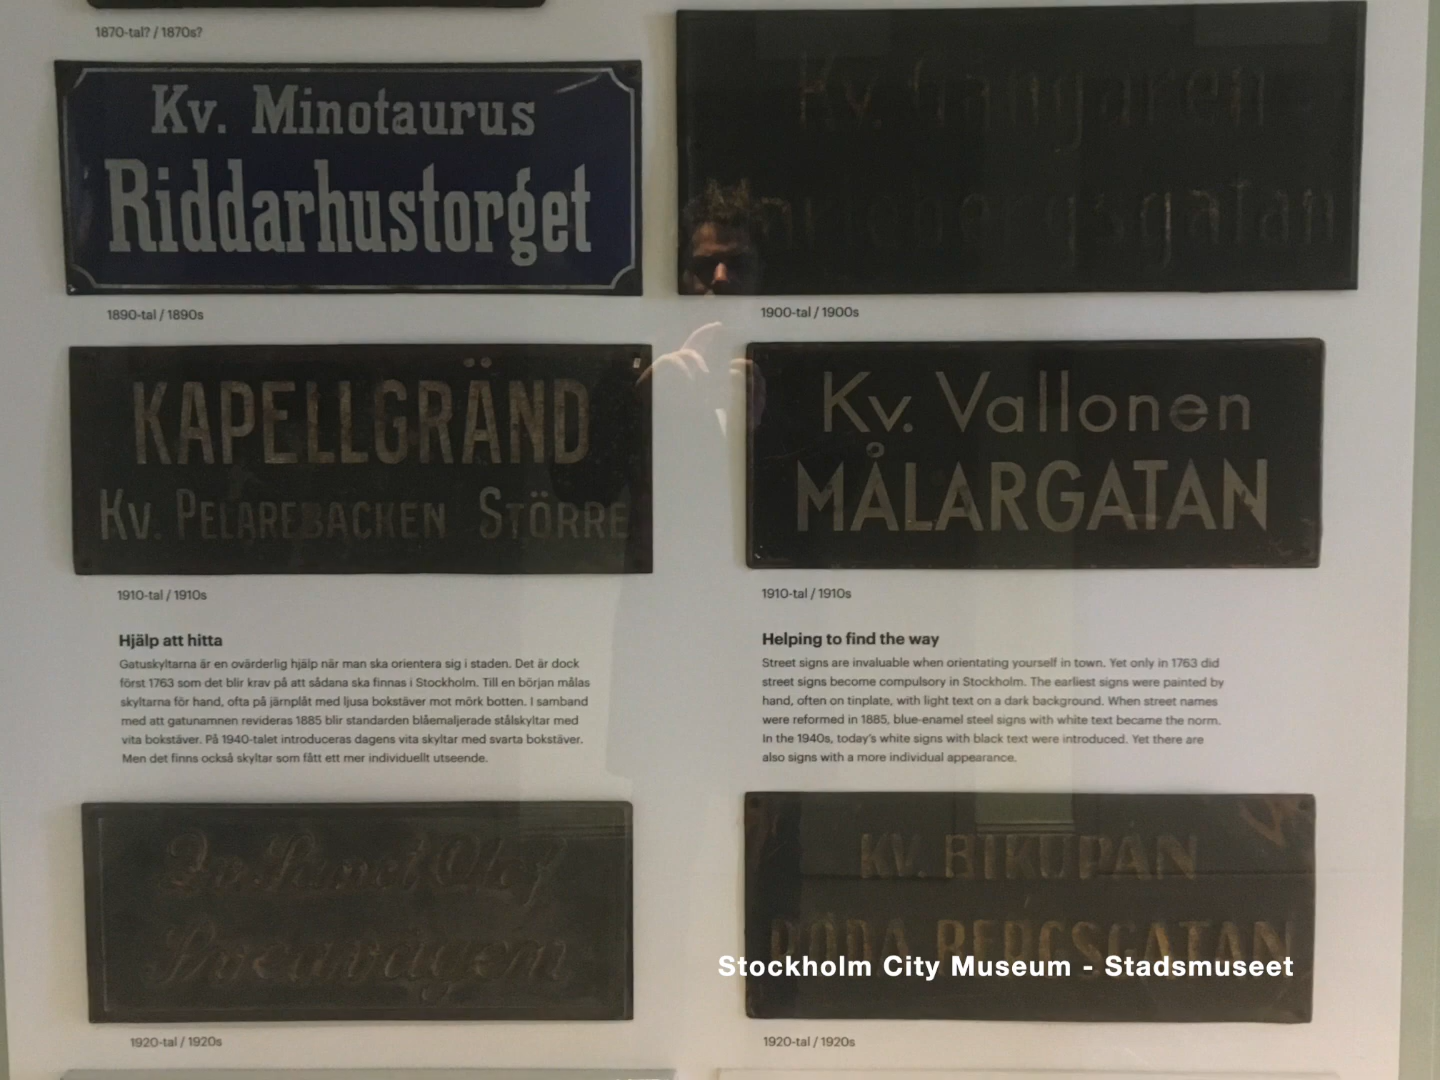 1870-tal? / 1870s?
Kv. Minotaurus
Riddarhustorget
1890-tal / 1890s
Kv. Gångaren
1900-tal / 1900s
KAPELLGRÄND
Kv. PELAREBACKEN STÖRRE
1910-tal / 1910s
Kv. Vallonen
MÅLARGATAN
1910-tal / 1910s
Hjälp att hitta
Gatuskyltarna är en ovärderlig hjälp när man ska orientera sig i staden. Det är dock
först 1763 som det blir krav på att sådana ska finnas i Stockholm. Till en början målas
skyltarna för hand, ofta på järnplåt med ljusa bokstäver mot mörk botten. I samband
med att gatunamnen revideras 1885 blir standarden blåemaljerade stålskyltar med
vita bokstäver. På 1940-talet introduceras dagens vita skyltar med svarta bokstäver.
Men det finns också skyltar som fått ett mer individuellt utseende.
Helping to find the way
Street signs are invaluable when orientating yourself in town. Yet only in 1763 did
street signs become compulsory in Stockholm. The earliest signs were painted by
hand, often on tinplate, with light text on a dark background. When street names
were reformed in 1885, blue-enamel steel signs with white text became the norm.
In the 1940s, today's white signs with black text were introduced. Yet there are
also signs with a more individual appearance.
Sanct Olof
1920-tal / 1920s
KV. BIKUPAN
RÖDA BERGSGATAN
Stockholm City Museum - Stadsmuseet
1920-tal / 1920s